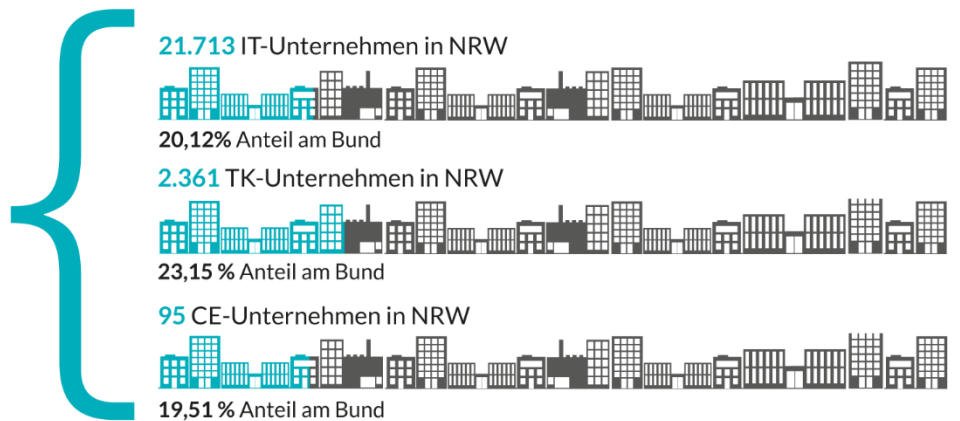 21.713 IT-Unternehmen in NRW
20,12% Anteil am Bund
2.361 TK-Unternehmen in NRW
23,15 % Anteil am Bund
95 CE-Unternehmen in NRW
19,51 % Anteil am Bund